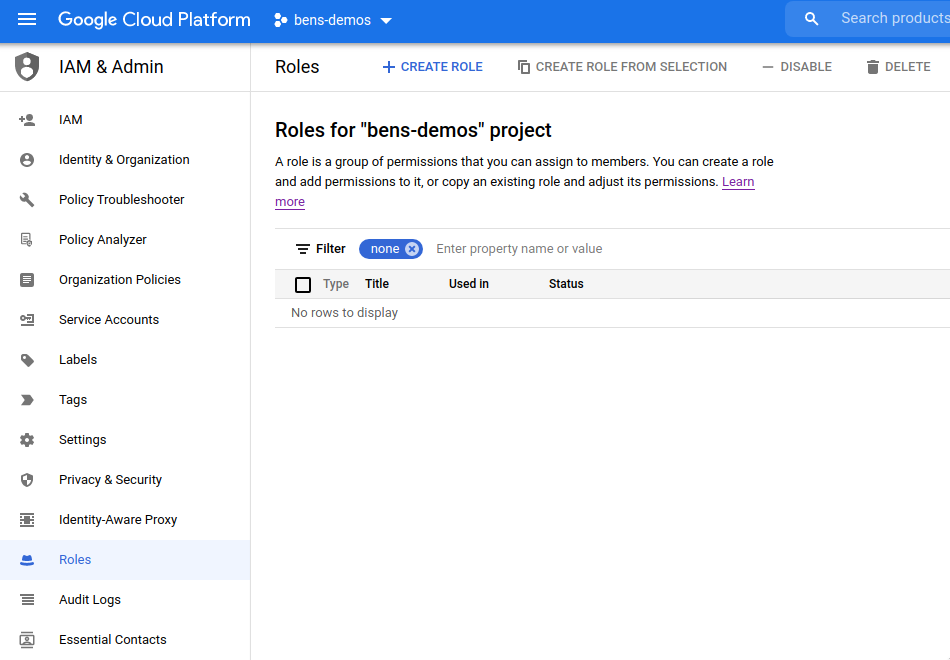 Google Cloud Platform bens-demos Search products
IAM & Admin Roles CREATE ROLE CREATE ROLE FROM SELECTION DISABLE DELETE
IAM
Identity & Organization
Policy Troubleshooter
Policy Analyzer
Organization Policies
Service Accounts
Labels
Tags
Settings
Privacy & Security
Identity-Aware Proxy
Roles
Audit Logs
Essential Contacts
Roles for "bens-demos" project
A role is a group of permissions that you can assign to members. You can create a role
and add permissions to it, or copy an existing role and adjust its permissions. Learn
more
Filter none Enter property name or value
Type Title Used in Status
No rows to display